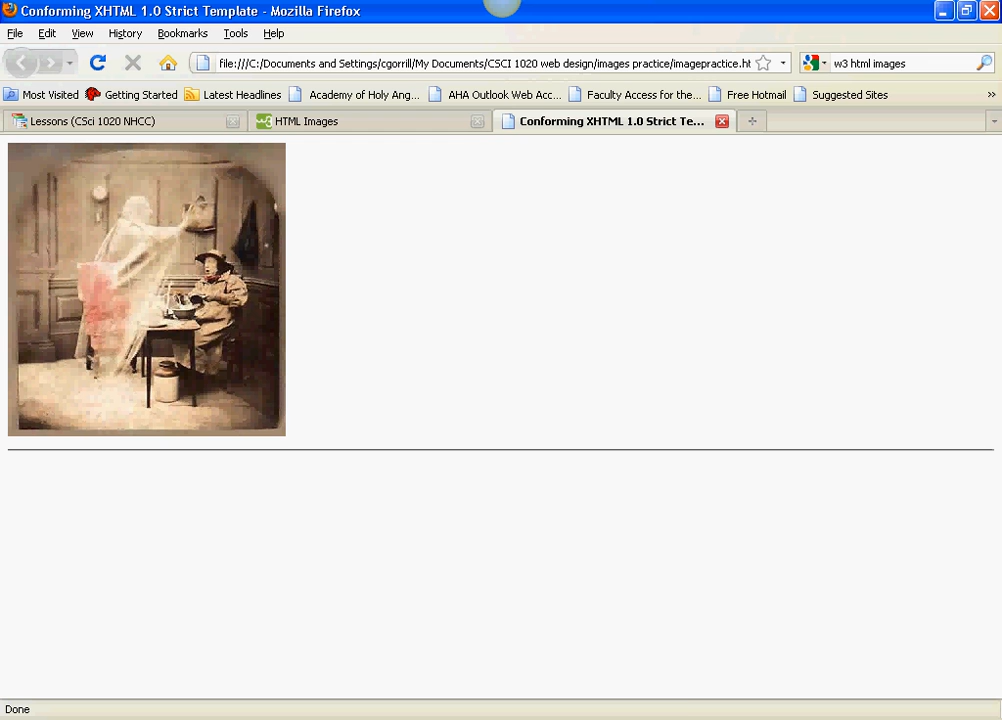 Conforming XHTML 1.0 Strict Template - Mozilla Firefox
File Edit View History Bookmarks Tools Help
file:///C:/Documents and Settings/cgorrill/My Documents/CSCI 1020 web design/images practice/imagepractice.ht w3 html images
Most Visited Getting Started Latest Headlines Academy of Holy Ang... AHA Outlook Web Acc... Faculty Access for the... Free Hotmail Suggested Sites »
Lessons (CSci 1020 NHCC) HTML Images Conforming XHTML 1.0 Strict Te...
Done